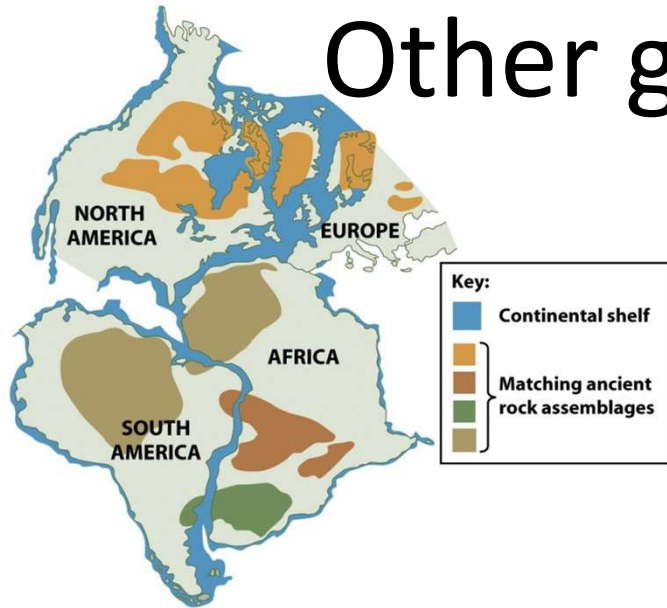 Other g
NORTH
AMERICA
EUROPE
AFRICA
SOUTH
AMERICA
Key:
Continental shelf
Matching ancient
rock assemblages